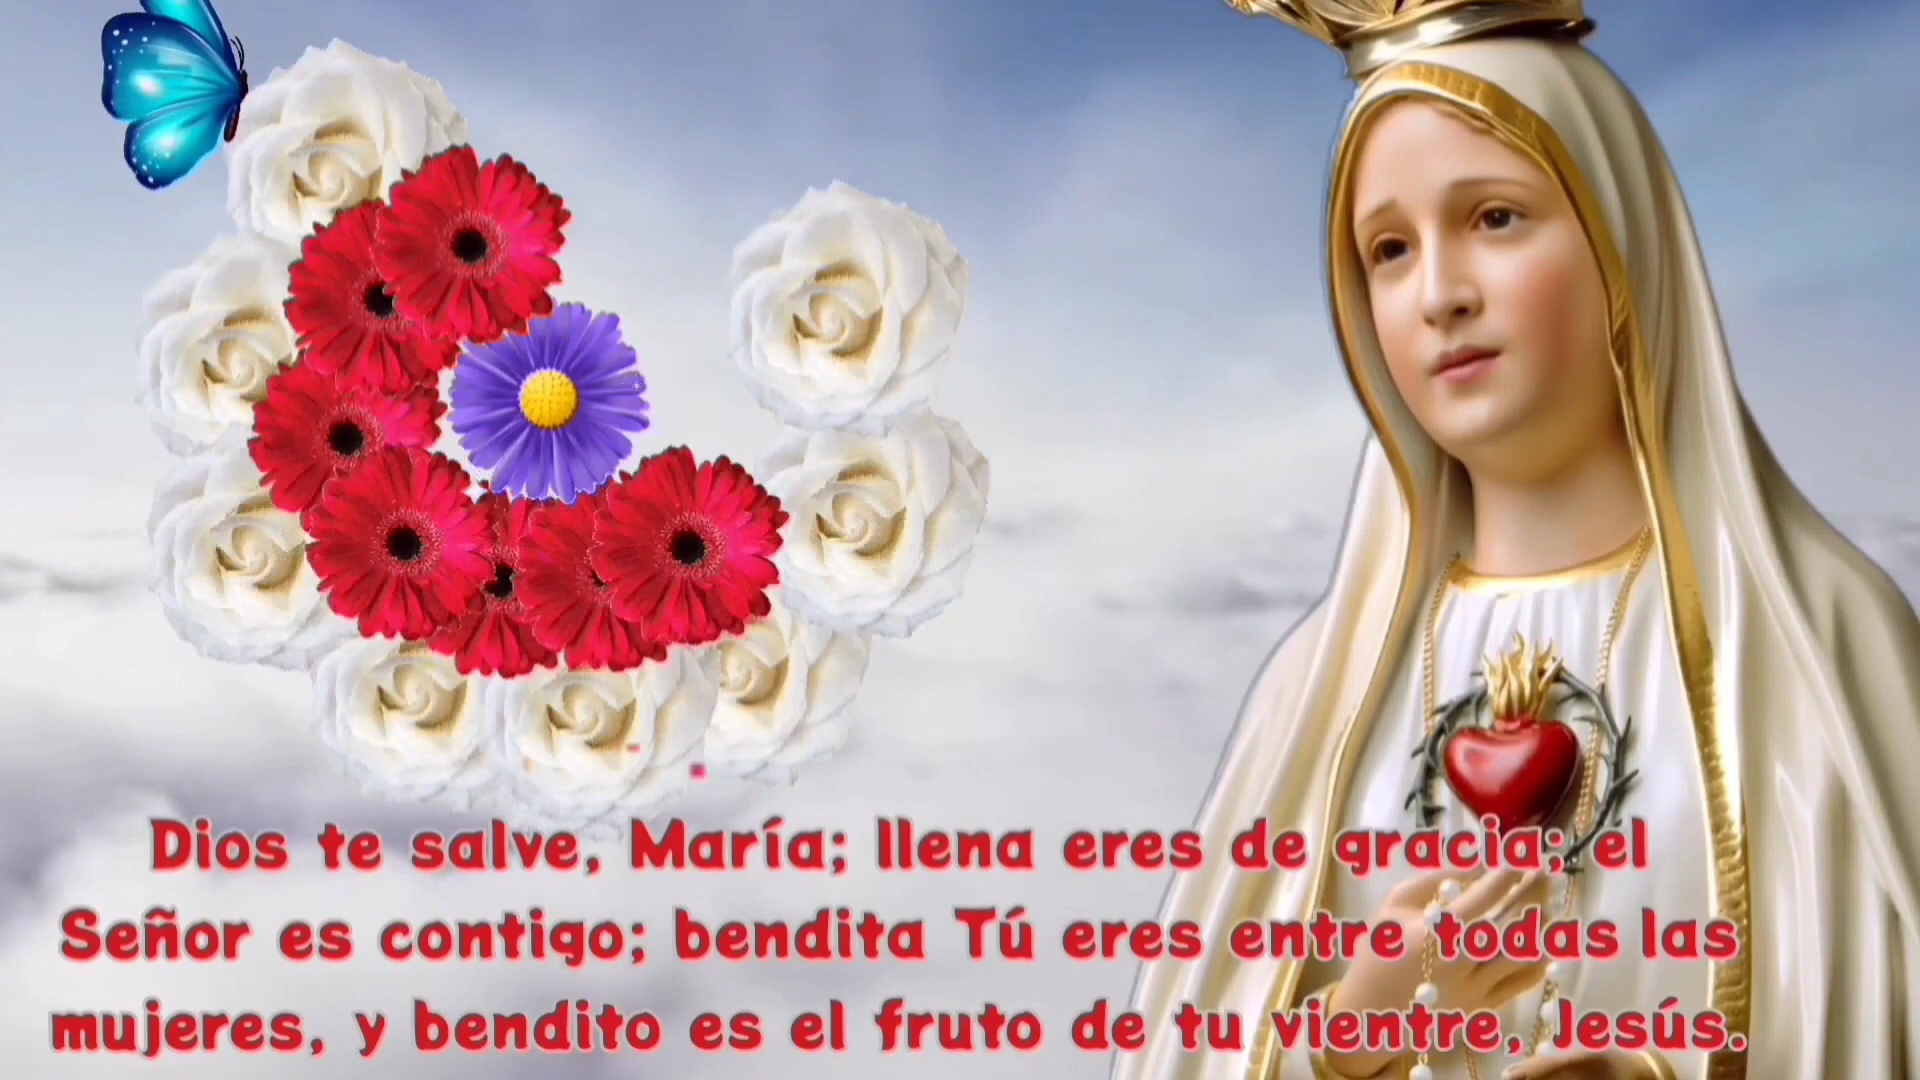 Dios te salve, María; llena eres de gracia; el
Señor es contigo; bendita Tú eres entre todas las
mujeres, y bendito es el fruto de tu vientre, Jesús.